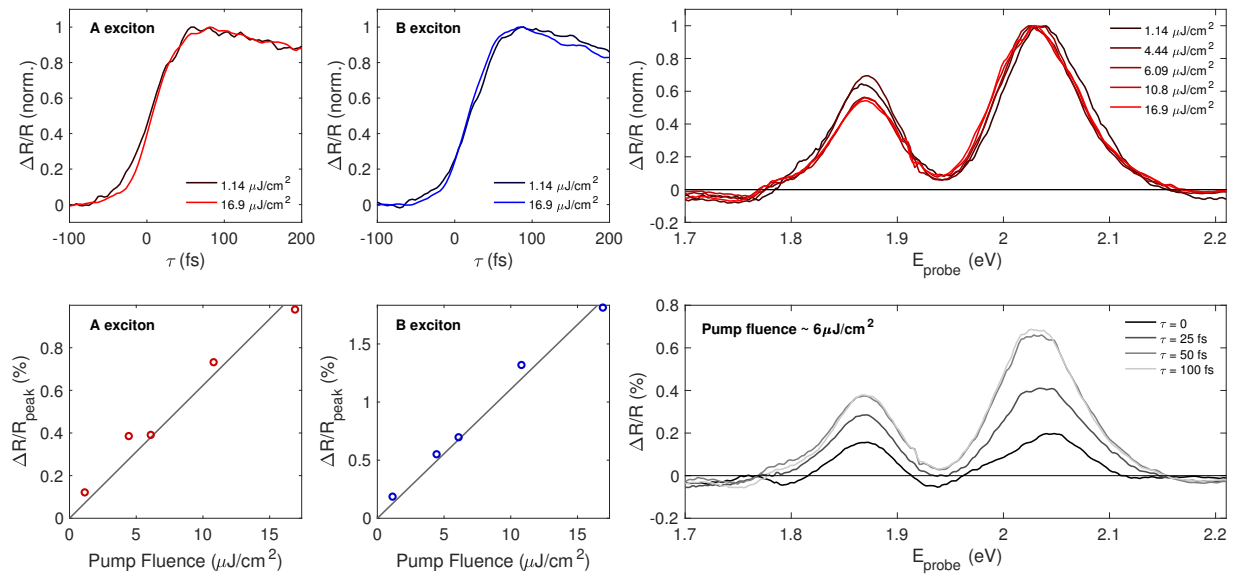 A exciton
ΔR/R (norm.)
1
0.8
0.6
0.4
0.2
0
1.14 μJ/cm²
16.9 μJ/cm²
-100 0 100 200
τ (fs)
B exciton
ΔR/R (norm.)
1
0.8
0.6
0.4
0.2
0
1.14 μJ/cm²
16.9 μJ/cm²
-100 0 100 200
τ (fs)
ΔR/R (norm.)
1
0.8
0.6
0.4
0.2
0
-0.2
1.14 μJ/cm²
4.44 μJ/cm²
6.09 μJ/cm²
10.8 μJ/cm²
16.9 μJ/cm²
1.7 1.8 1.9 2 2.1 2.2
E_probe (eV)
A exciton
ΔR/R_peak (%)
0.8
0.6
0.4
0.2
0
0 5 10 15
Pump Fluence (μJ/cm²)
B exciton
ΔR/R_peak (%)
1.5
1
0.5
0
0 5 10 15
Pump Fluence (μJ/cm²)
Pump fluence ~ 6μJ/cm²
ΔR/R (%)
0.8
0.6
0.4
0.2
0
-0.2
τ = 0
τ = 25 fs
τ = 50 fs
τ = 100 fs
1.7 1.8 1.9 2 2.1 2.2
E_probe (eV)